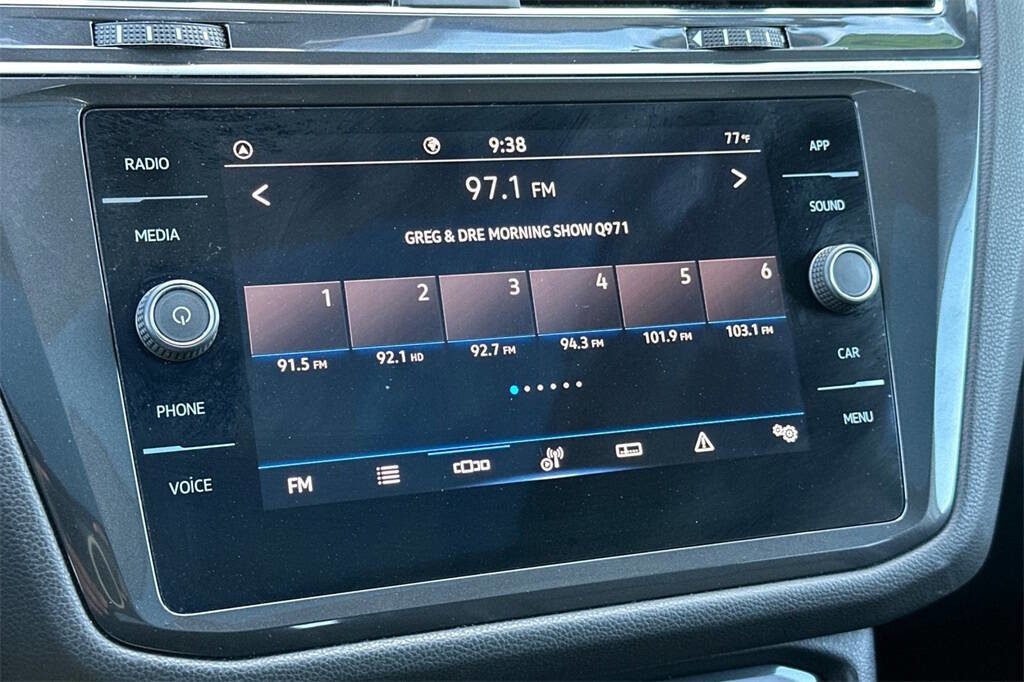 9:38 77°F
RADIO
APP
< 97.1 FM >
MEDIA
SOUND
GREG & DRE MORNING SHOW Q971
1 2 3 4 5 6
91.5 FM 92.1 HD 92.7 FM 94.3 FM 101.9 FM 103.1 FM
CAR
PHONE
MENU
FM
VOICE